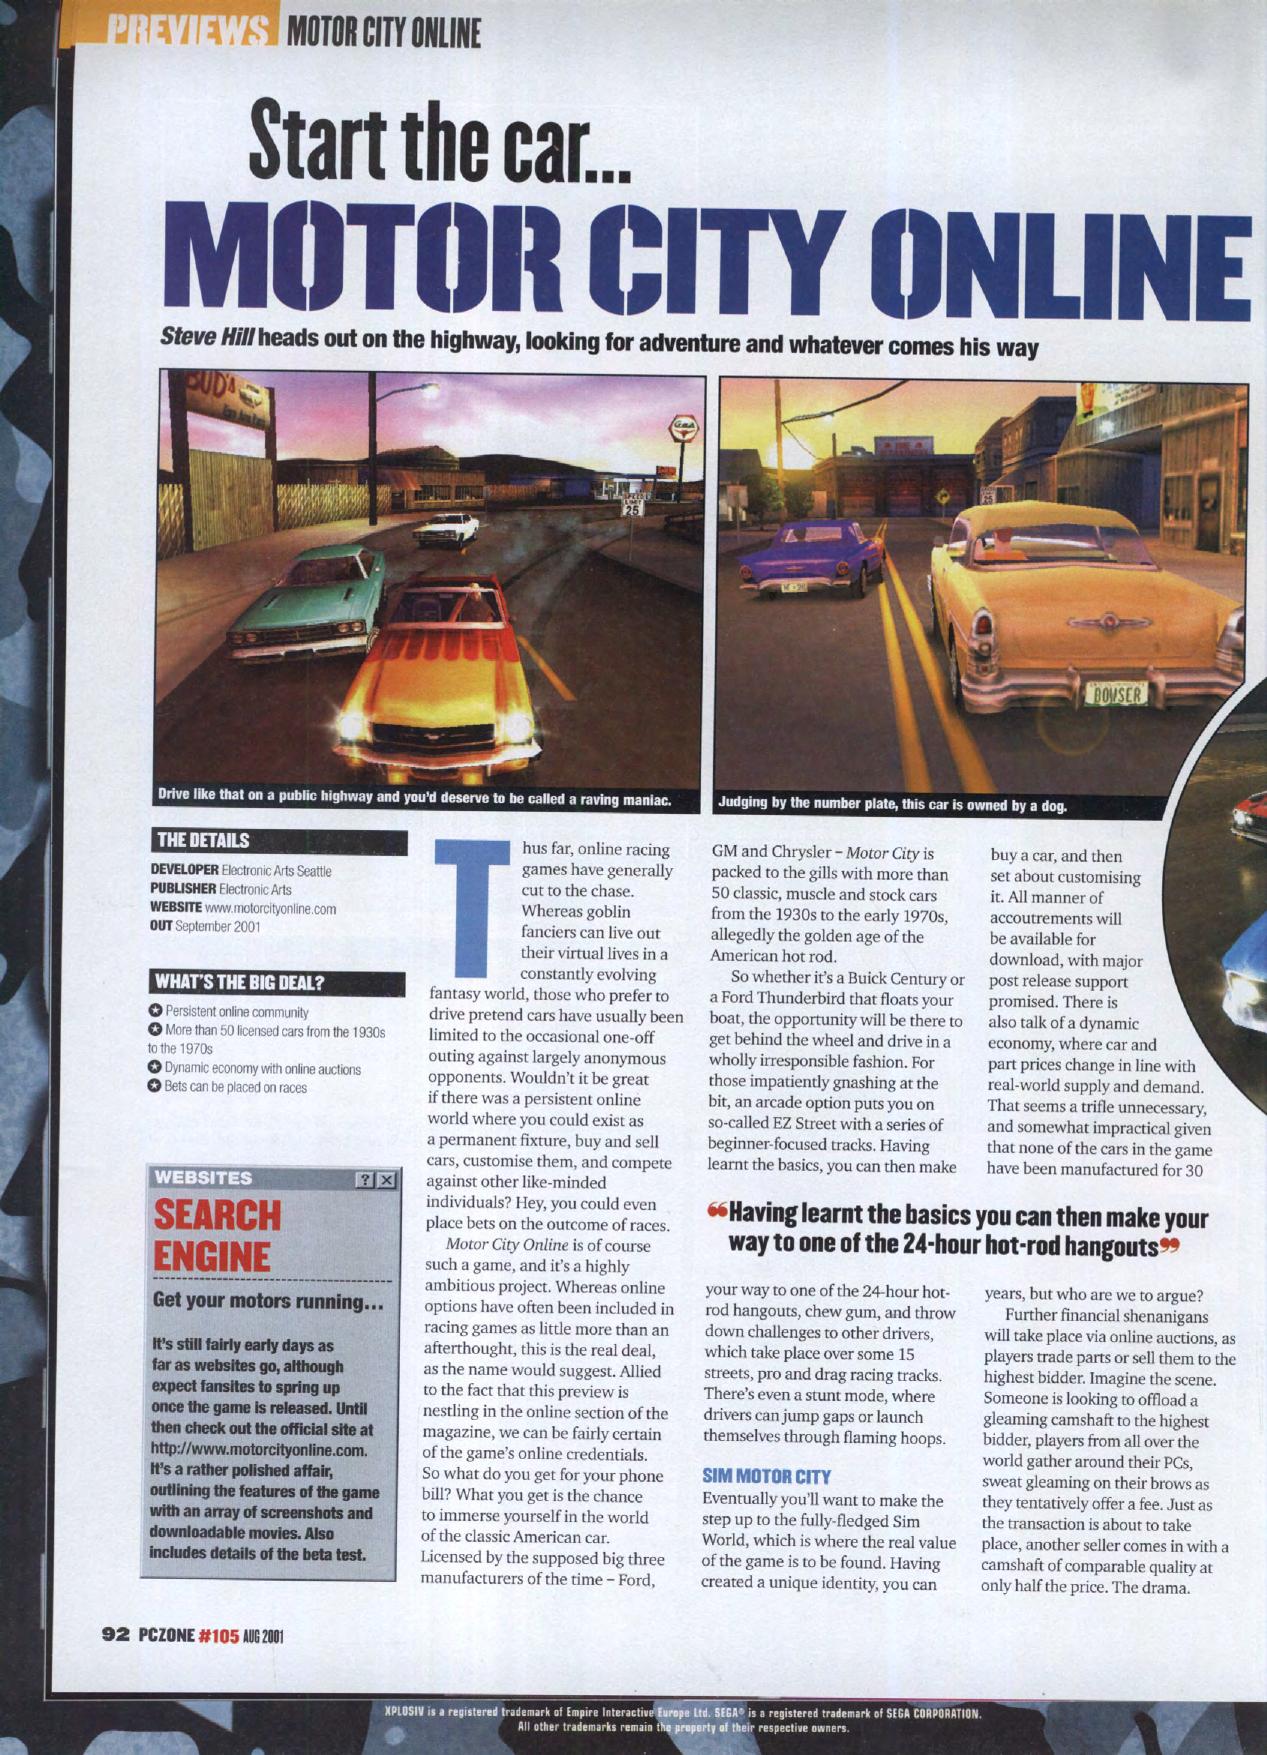 PREVIEWS MOTOR CITY ONLINE
Start the car...
MOTOR CITY ONLINE
Steve Hill heads out on the highway, looking for adventure and whatever comes his way
BUD'S
Gas
SPEED
LIMIT
25
25
BOWSER
Drive like that on a public highway and you'd deserve to be called a raving maniac.
Judging by the number plate, this car is owned by a dog.
THE DETAILS
DEVELOPER Electronic Arts Seattle
PUBLISHER Electronic Arts
WEBSITE www.motorcityonline.com
OUT September 2001
WHAT'S THE BIG DEAL?
Persistent online community
More than 50 licensed cars from the 1930s
to the 1970s
Dynamic economy with online auctions
Bets can be placed on races
WEBSITES ? X
SEARCH
ENGINE
Get your motors running...
It's still fairly early days as
far as websites go, although
expect fansites to spring up
once the game is released. Until
then check out the official site at
http://www.motorcityonline.com.
It's a rather polished affair,
outlining the features of the game
with an array of screenshots and
downloadable movies. Also
includes details of the beta test.
Thus far, online racing
games have generally
cut to the chase.
Whereas goblin
fanciers can live out
their virtual lives in a
constantly evolving
fantasy world, those who prefer to
drive pretend cars have usually been
limited to the occasional one-off
outing against largely anonymous
opponents. Wouldn't it be great
if there was a persistent online
world where you could exist as
a permanent fixture, buy and sell
cars, customise them, and compete
against other like-minded
individuals? Hey, you could even
place bets on the outcome of races.
Motor City Online is of course
such a game, and it's a highly
ambitious project. Whereas online
options have often been included in
racing games as little more than an
afterthought, this is the real deal,
as the name would suggest. Allied
to the fact that this preview is
nestling in the online section of the
magazine, we can be fairly certain
of the game's online credentials.
So what do you get for your phone
bill? What you get is the chance
to immerse yourself in the world
of the classic American car.
Licensed by the supposed big three
manufacturers of the time – Ford,
GM and Chrysler – Motor City is
packed to the gills with more than
50 classic, muscle and stock cars
from the 1930s to the early 1970s,
allegedly the golden age of the
American hot rod.
So whether it's a Buick Century or
a Ford Thunderbird that floats your
boat, the opportunity will be there to
get behind the wheel and drive in a
wholly irresponsible fashion. For
those impatiently gnashing at the
bit, an arcade option puts you on
so-called EZ Street with a series of
beginner-focused tracks. Having
learnt the basics, you can then make
“Having learnt the basics you can then make your
way to one of the 24-hour hot-rod hangouts”
your way to one of the 24-hour hot-
rod hangouts, chew gum, and throw
down challenges to other drivers,
which take place over some 15
streets, pro and drag racing tracks.
There's even a stunt mode, where
drivers can jump gaps or launch
themselves through flaming hoops.
SIM MOTOR CITY
Eventually you'll want to make the
step up to the fully-fledged Sim
World, which is where the real value
of the game is to be found. Having
created a unique identity, you can
buy a car, and then
set about customising
it. All manner of
accoutrements will
be available for
download, with major
post release support
promised. There is
also talk of a dynamic
economy, where car and
part prices change in line with
real-world supply and demand.
That seems a trifle unnecessary,
and somewhat impractical given
that none of the cars in the game
have been manufactured for 30
years, but who are we to argue?
Further financial shenanigans
will take place via online auctions, as
players trade parts or sell them to the
highest bidder. Imagine the scene.
Someone is looking to offload a
gleaming camshaft to the highest
bidder, players from all over the
world gather around their PCs,
sweat gleaming on their brows as
they tentatively offer a fee. Just as
the transaction is about to take
place, another seller comes in with a
camshaft of comparable quality at
only half the price. The drama.
92 PCZONE #105 AUG 2001
XPLOSIV is a registered trademark of Empire Interactive Europe Ltd. SEGA® is a registered trademark of SEGA CORPORATION.
All other trademarks remain the property of their respective owners.